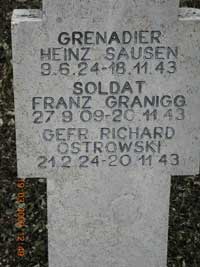 GRENADIER
HEINZ SAUSEN
9.6.24-18.11.43
SOLDAT
FRANZ GRANIGG
27.9.09-20.11.43
GEFR. RICHARD
OSTROWSKI
21.2.24-20.11.43